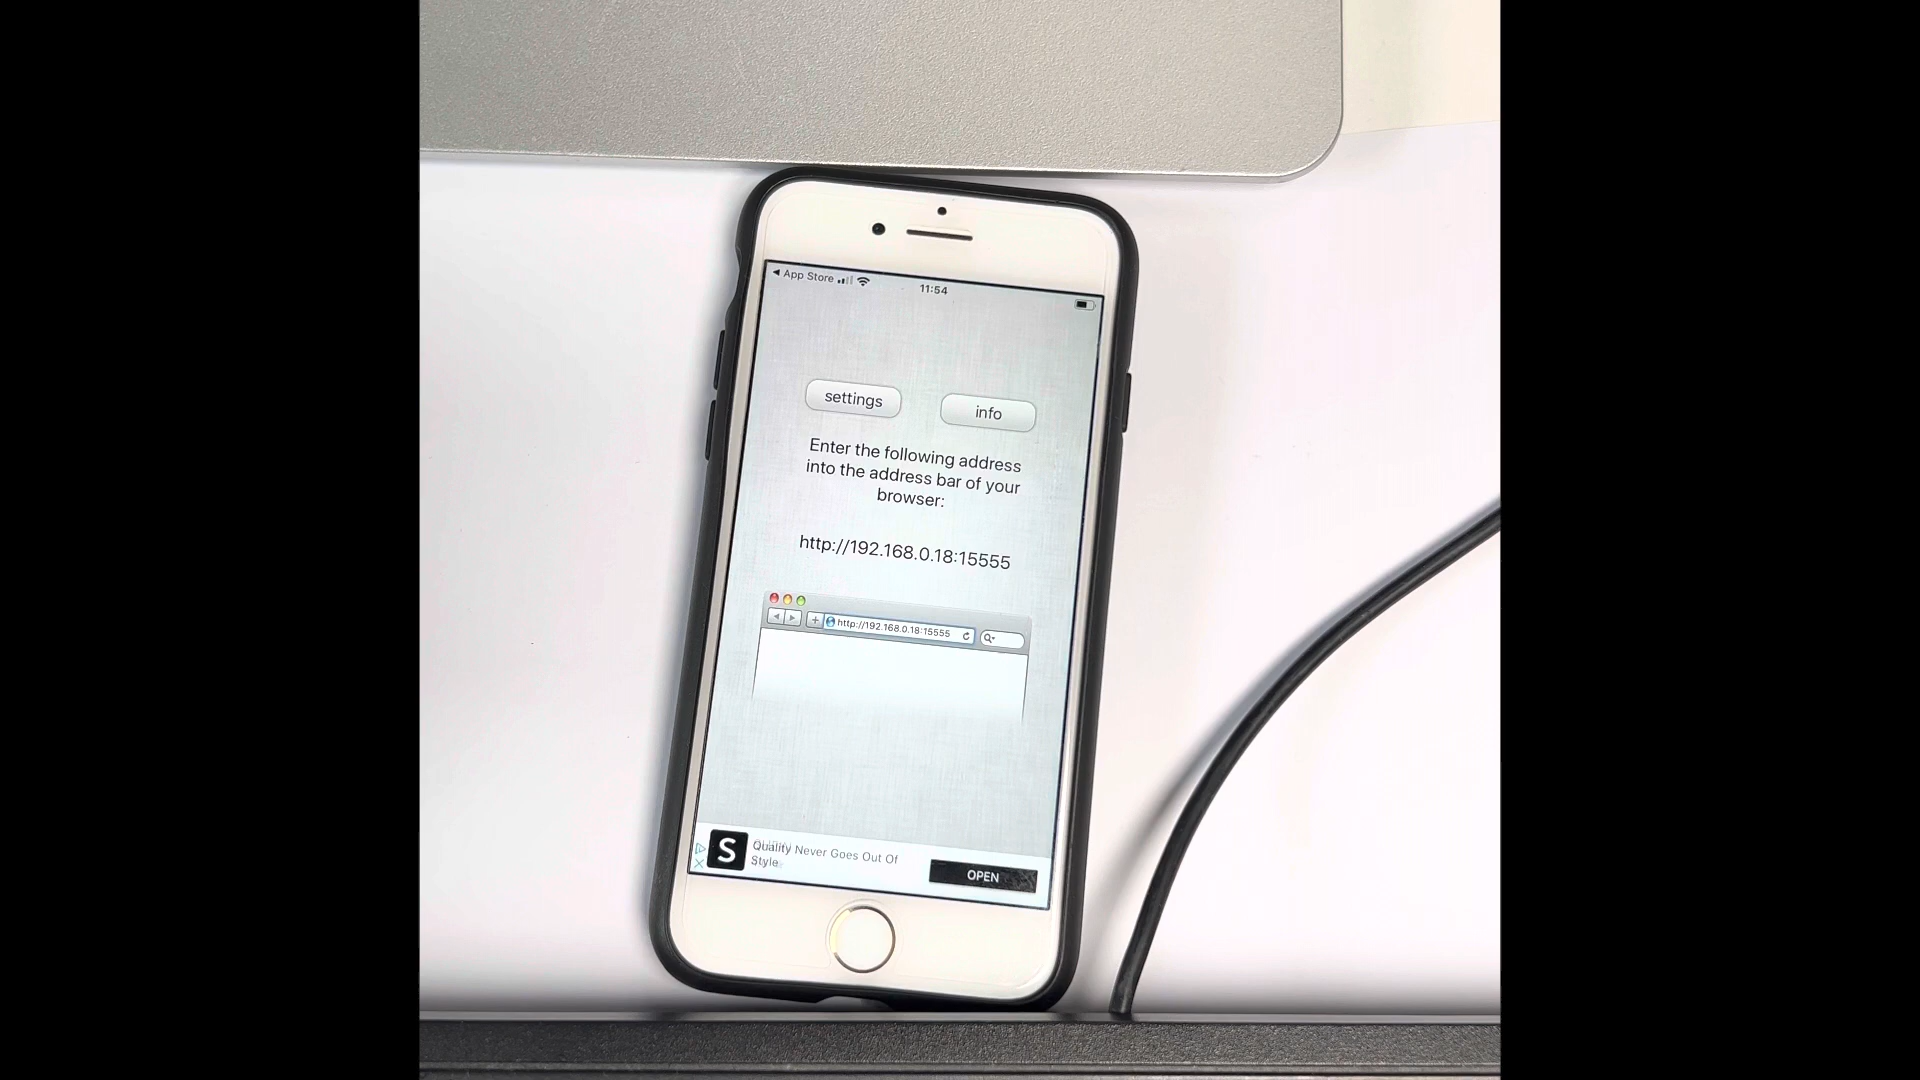 ◀ App Store
11:54
settings
info
Enter the following address
into the address bar of your
browser:
http://192.168.0.18:15555
http://192.168.0.18:15555
S
Quality Never Goes Out Of
Style
OPEN